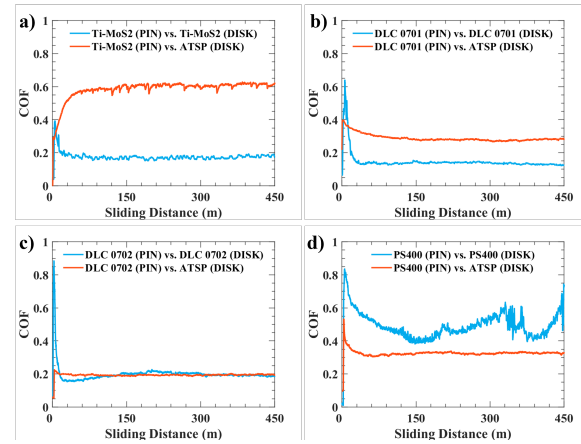 a)
Ti-MoS2 (PIN) vs. Ti-MoS2 (DISK)
Ti-MoS2 (PIN) vs. ATSP (DISK)
COF
1
0.8
0.6
0.4
0.2
0
0 150 300 450
Sliding Distance (m)
b)
DLC 0701 (PIN) vs. DLC 0701 (DISK)
DLC 0701 (PIN) vs. ATSP (DISK)
COF
1
0.8
0.6
0.4
0.2
0
0 150 300 450
Sliding Distance (m)
c)
DLC 0702 (PIN) vs. DLC 0702 (DISK)
DLC 0702 (PIN) vs. ATSP (DISK)
COF
1
0.8
0.6
0.4
0.2
0
0 150 300 450
Sliding Distance (m)
d)
PS400 (PIN) vs. PS400 (DISK)
PS400 (PIN) vs. ATSP (DISK)
COF
1
0.8
0.6
0.4
0.2
0
0 150 300 450
Sliding Distance (m)